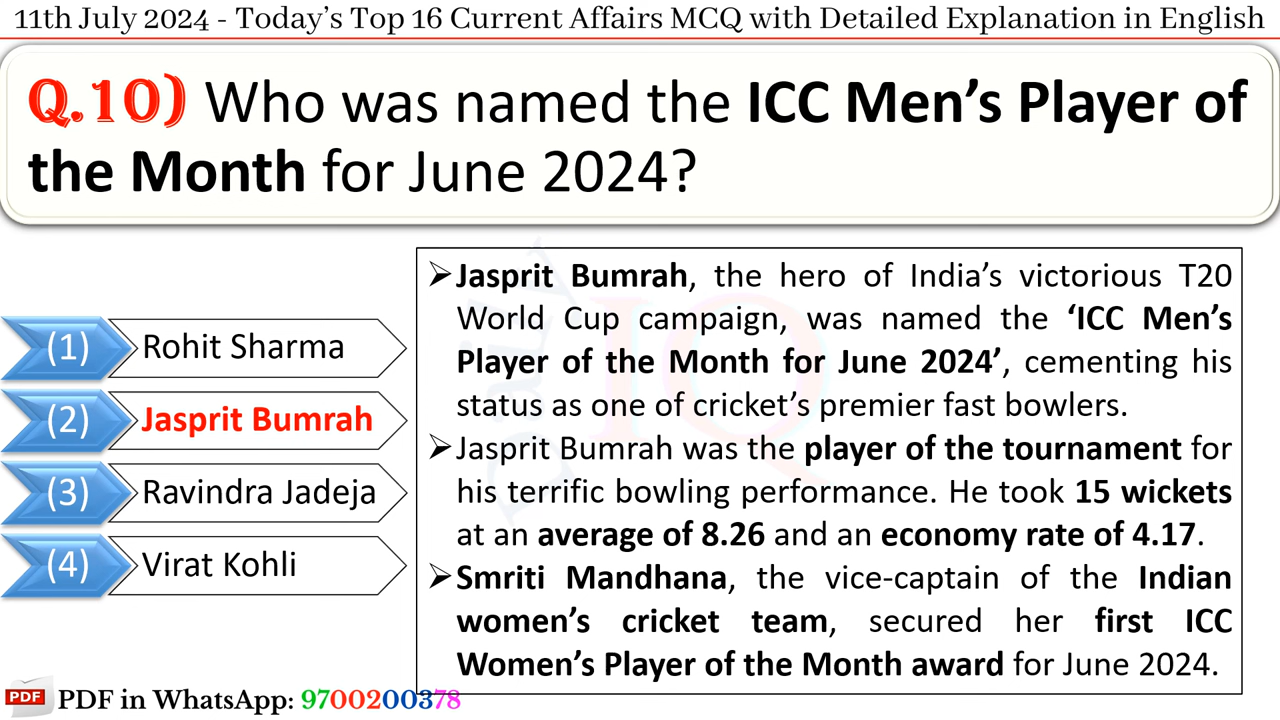 11th July 2024 - Today’s Top 16 Current Affairs MCQ with Detailed Explanation in English
Q.10) Who was named the ICC Men’s Player of
the Month for June 2024?
(1) Rohit Sharma
(2) Jasprit Bumrah
(3) Ravindra Jadeja
(4) Virat Kohli
➢Jasprit Bumrah, the hero of India’s victorious T20
World Cup campaign, was named the ‘ICC Men’s
Player of the Month for June 2024’, cementing his
status as one of cricket’s premier fast bowlers.
➢Jasprit Bumrah was the player of the tournament for
his terrific bowling performance. He took 15 wickets
at an average of 8.26 and an economy rate of 4.17.
➢Smriti Mandhana, the vice-captain of the Indian
women’s cricket team, secured her first ICC
Women’s Player of the Month award for June 2024.
Daily
IQ
PDF PDF in WhatsApp: 9700200378